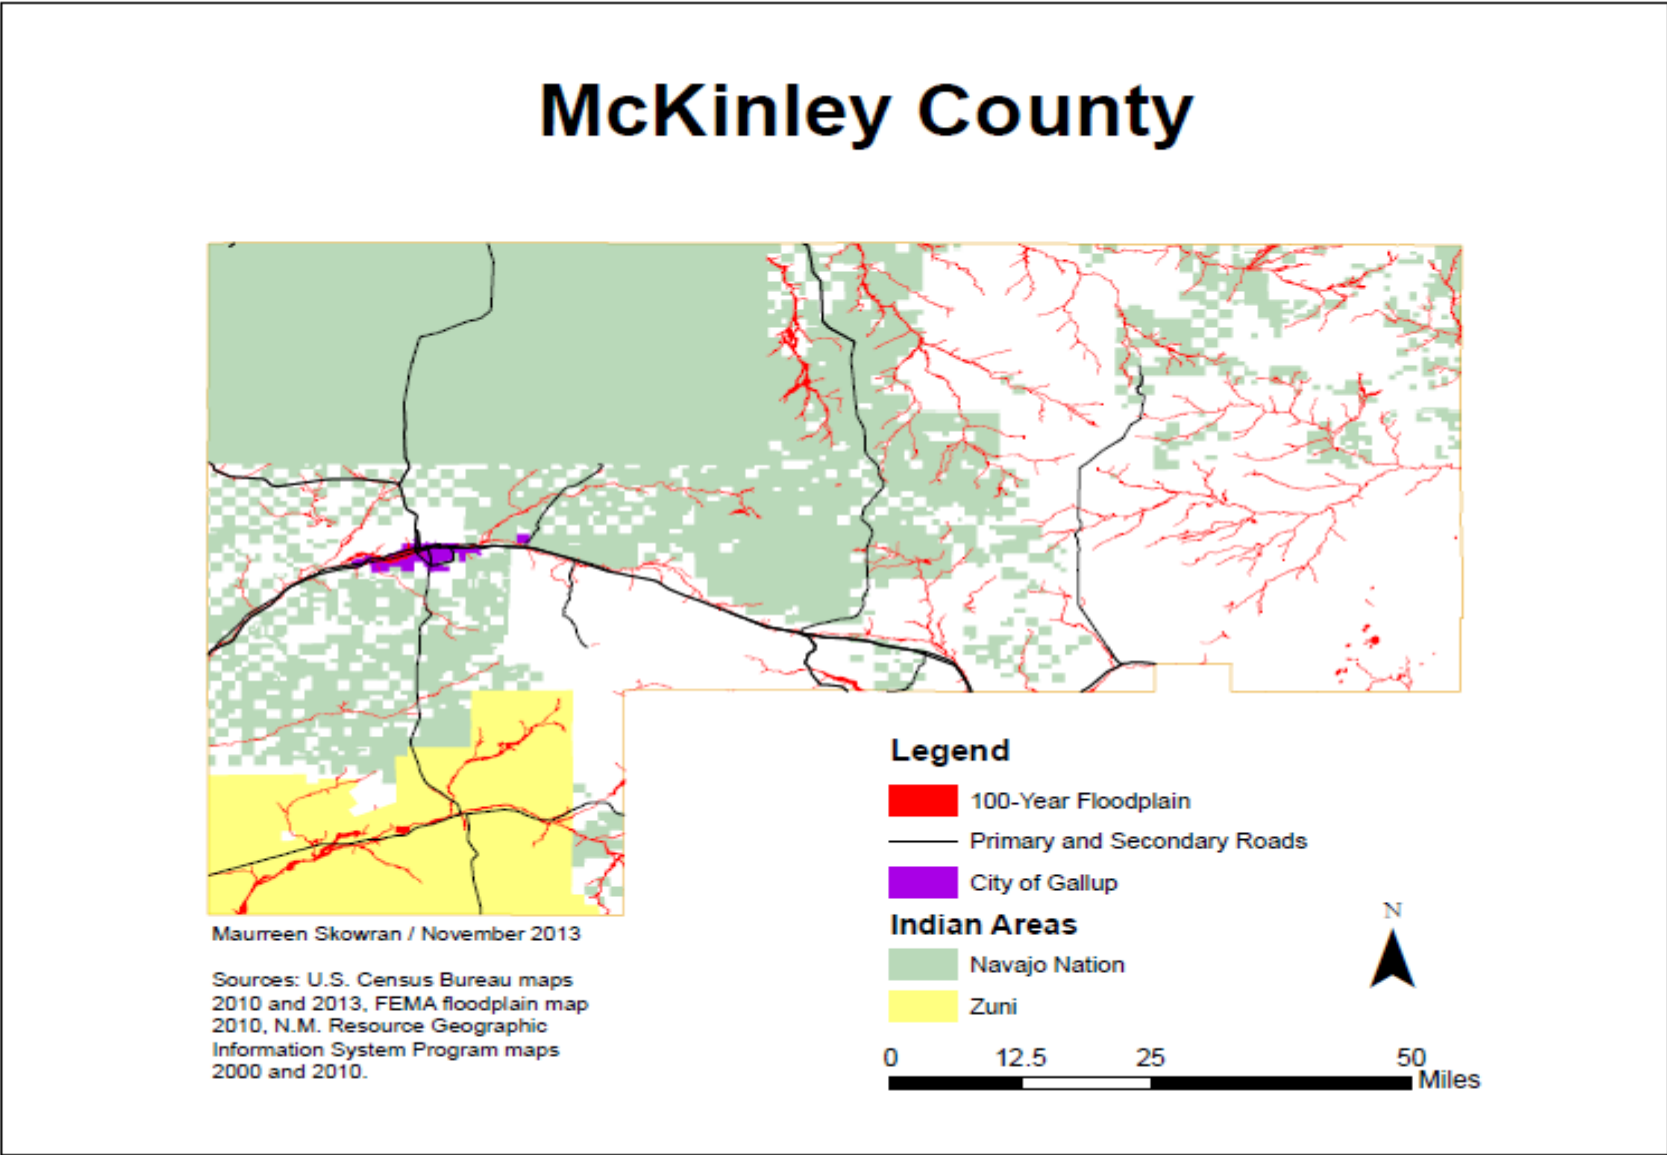 McKinley County
Legend
100-Year Floodplain
Primary and Secondary Roads
City of Gallup
Indian Areas
Navajo Nation
Zuni
N
0 12.5 25 50
Miles
Maurreen Skowran / November 2013
Sources: U.S. Census Bureau maps
2010 and 2013, FEMA floodplain map
2010, N.M. Resource Geographic
Information System Program maps
2000 and 2010.